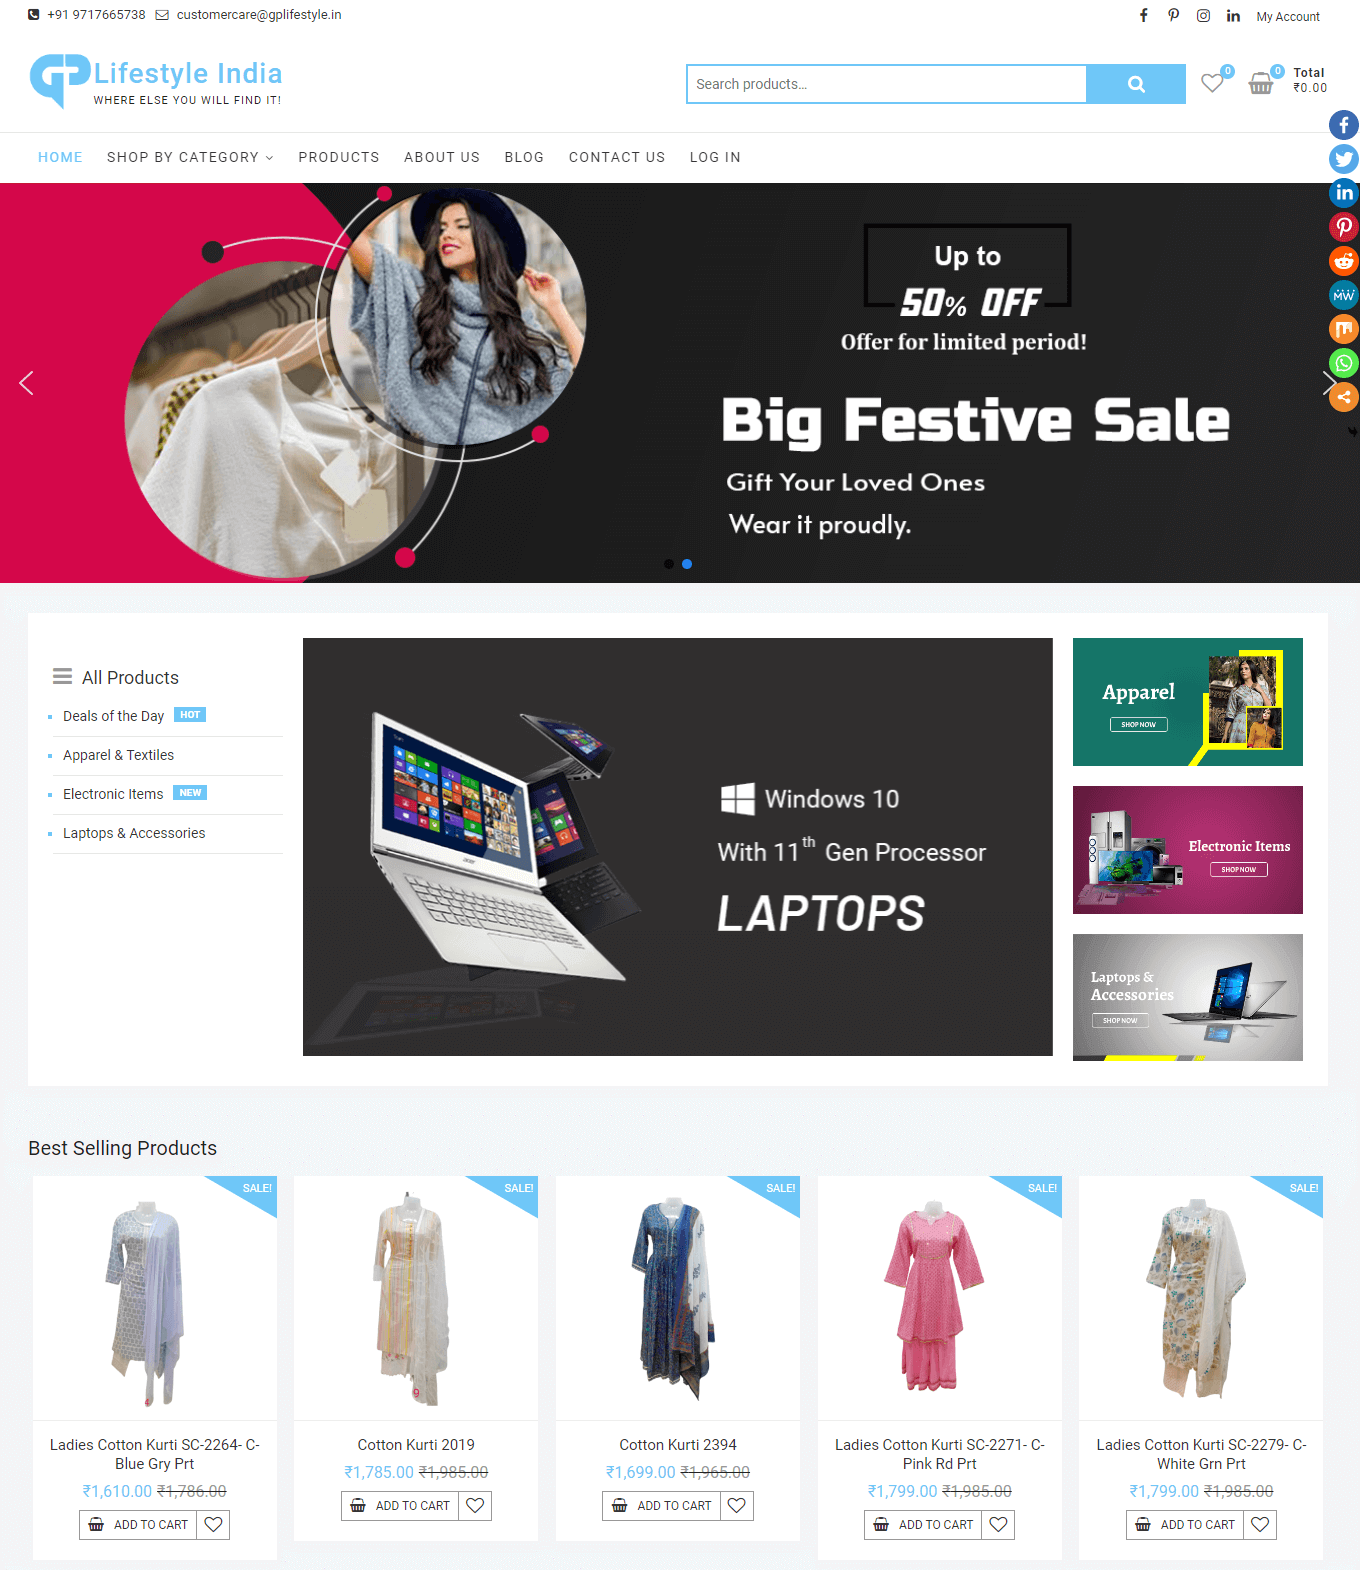 +91 9717665738 customercare@gplifestyle.in
My Account
GP Lifestyle India
WHERE ELSE YOU WILL FIND IT!
Search products...
0
0
Total
₹0.00
HOME SHOP BY CATEGORY PRODUCTS ABOUT US BLOG CONTACT US LOG IN
Up to
50% OFF
Offer for limited period!
Big Festive Sale
Gift Your Loved Ones
Wear it proudly.
MW
All Products
Deals of the Day HOT
Apparel & Textiles
Electronic Items NEW
Laptops & Accessories
Windows 10
With 11th Gen Processor
LAPTOPS
acer
Apparel
SHOP NOW
Electronic Items
SHOP NOW
Laptops &
Accessories
SHOP NOW
Best Selling Products
SALE!
SALE!
SALE!
SALE!
SALE!
Ladies Cotton Kurti SC-2264- C-
Blue Gry Prt
₹1,610.00 ₹1,786.00
ADD TO CART
Cotton Kurti 2019
₹1,785.00 ₹1,985.00
ADD TO CART
Cotton Kurti 2394
₹1,699.00 ₹1,965.00
ADD TO CART
Ladies Cotton Kurti SC-2271- C-
Pink Rd Prt
₹1,799.00 ₹1,985.00
ADD TO CART
Ladies Cotton Kurti SC-2279- C-
White Grn Prt
₹1,799.00 ₹1,985.00
ADD TO CART